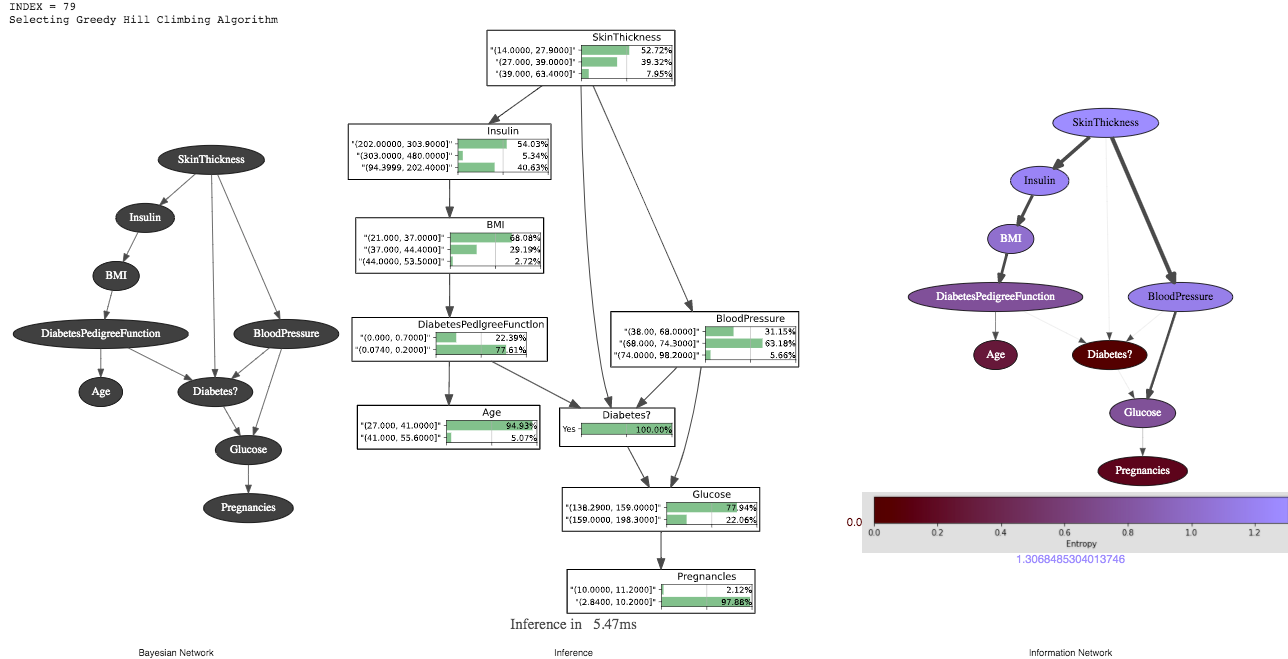 INDEX = 79
Selecting Greedy Hill Climbing Algorithm
SkinThickness
Insulin
BMI
DiabetesPedigreeFunction
BloodPressure
Age
Diabetes?
Glucose
Pregnancies
Bayesian Network
SkinThickness
"(14.0000, 27.9000]" 52.72%
"(27.000, 39.0000]" 39.32%
"(39.000, 63.4000]" 7.95%
Insulin
"(202.00000, 303.9000]" 54.03%
"(303.0000, 480.0000]" 5.34%
"(94.3999, 202.4000]" 40.63%
BMI
"(21.000, 37.0000]" 68.08%
"(37.000, 44.4000]" 29.19%
"(44.0000, 53.5000]" 2.72%
DiabetesPedigreeFunction
"(0.000, 0.7000]" 22.39%
"(0.0740, 0.2000]" 77.61%
BloodPressure
"(38.00, 68.0000]" 31.15%
"(68.000, 74.3000]" 63.18%
"(74.0000, 98.2000]" 5.66%
Age
"(27.000, 41.0000]" 94.93%
"(41.000, 55.6000]" 5.07%
Diabetes?
Yes 100.00%
Glucose
"(138.2900, 159.0000]" 77.94%
"(159.0000, 198.3000]" 22.06%
Pregnancies
"(10.0000, 11.2000]" 2.12%
"(2.8400, 10.2000]" 97.88%
Inference in 5.47ms
Inference
SkinThickness
Insulin
BMI
DiabetesPedigreeFunction
BloodPressure
Age
Diabetes?
Glucose
Pregnancies
0.0
0.0 0.2 0.4 0.6 0.8 1.0 1.2
Entropy
1.3068485304013746
Information Network